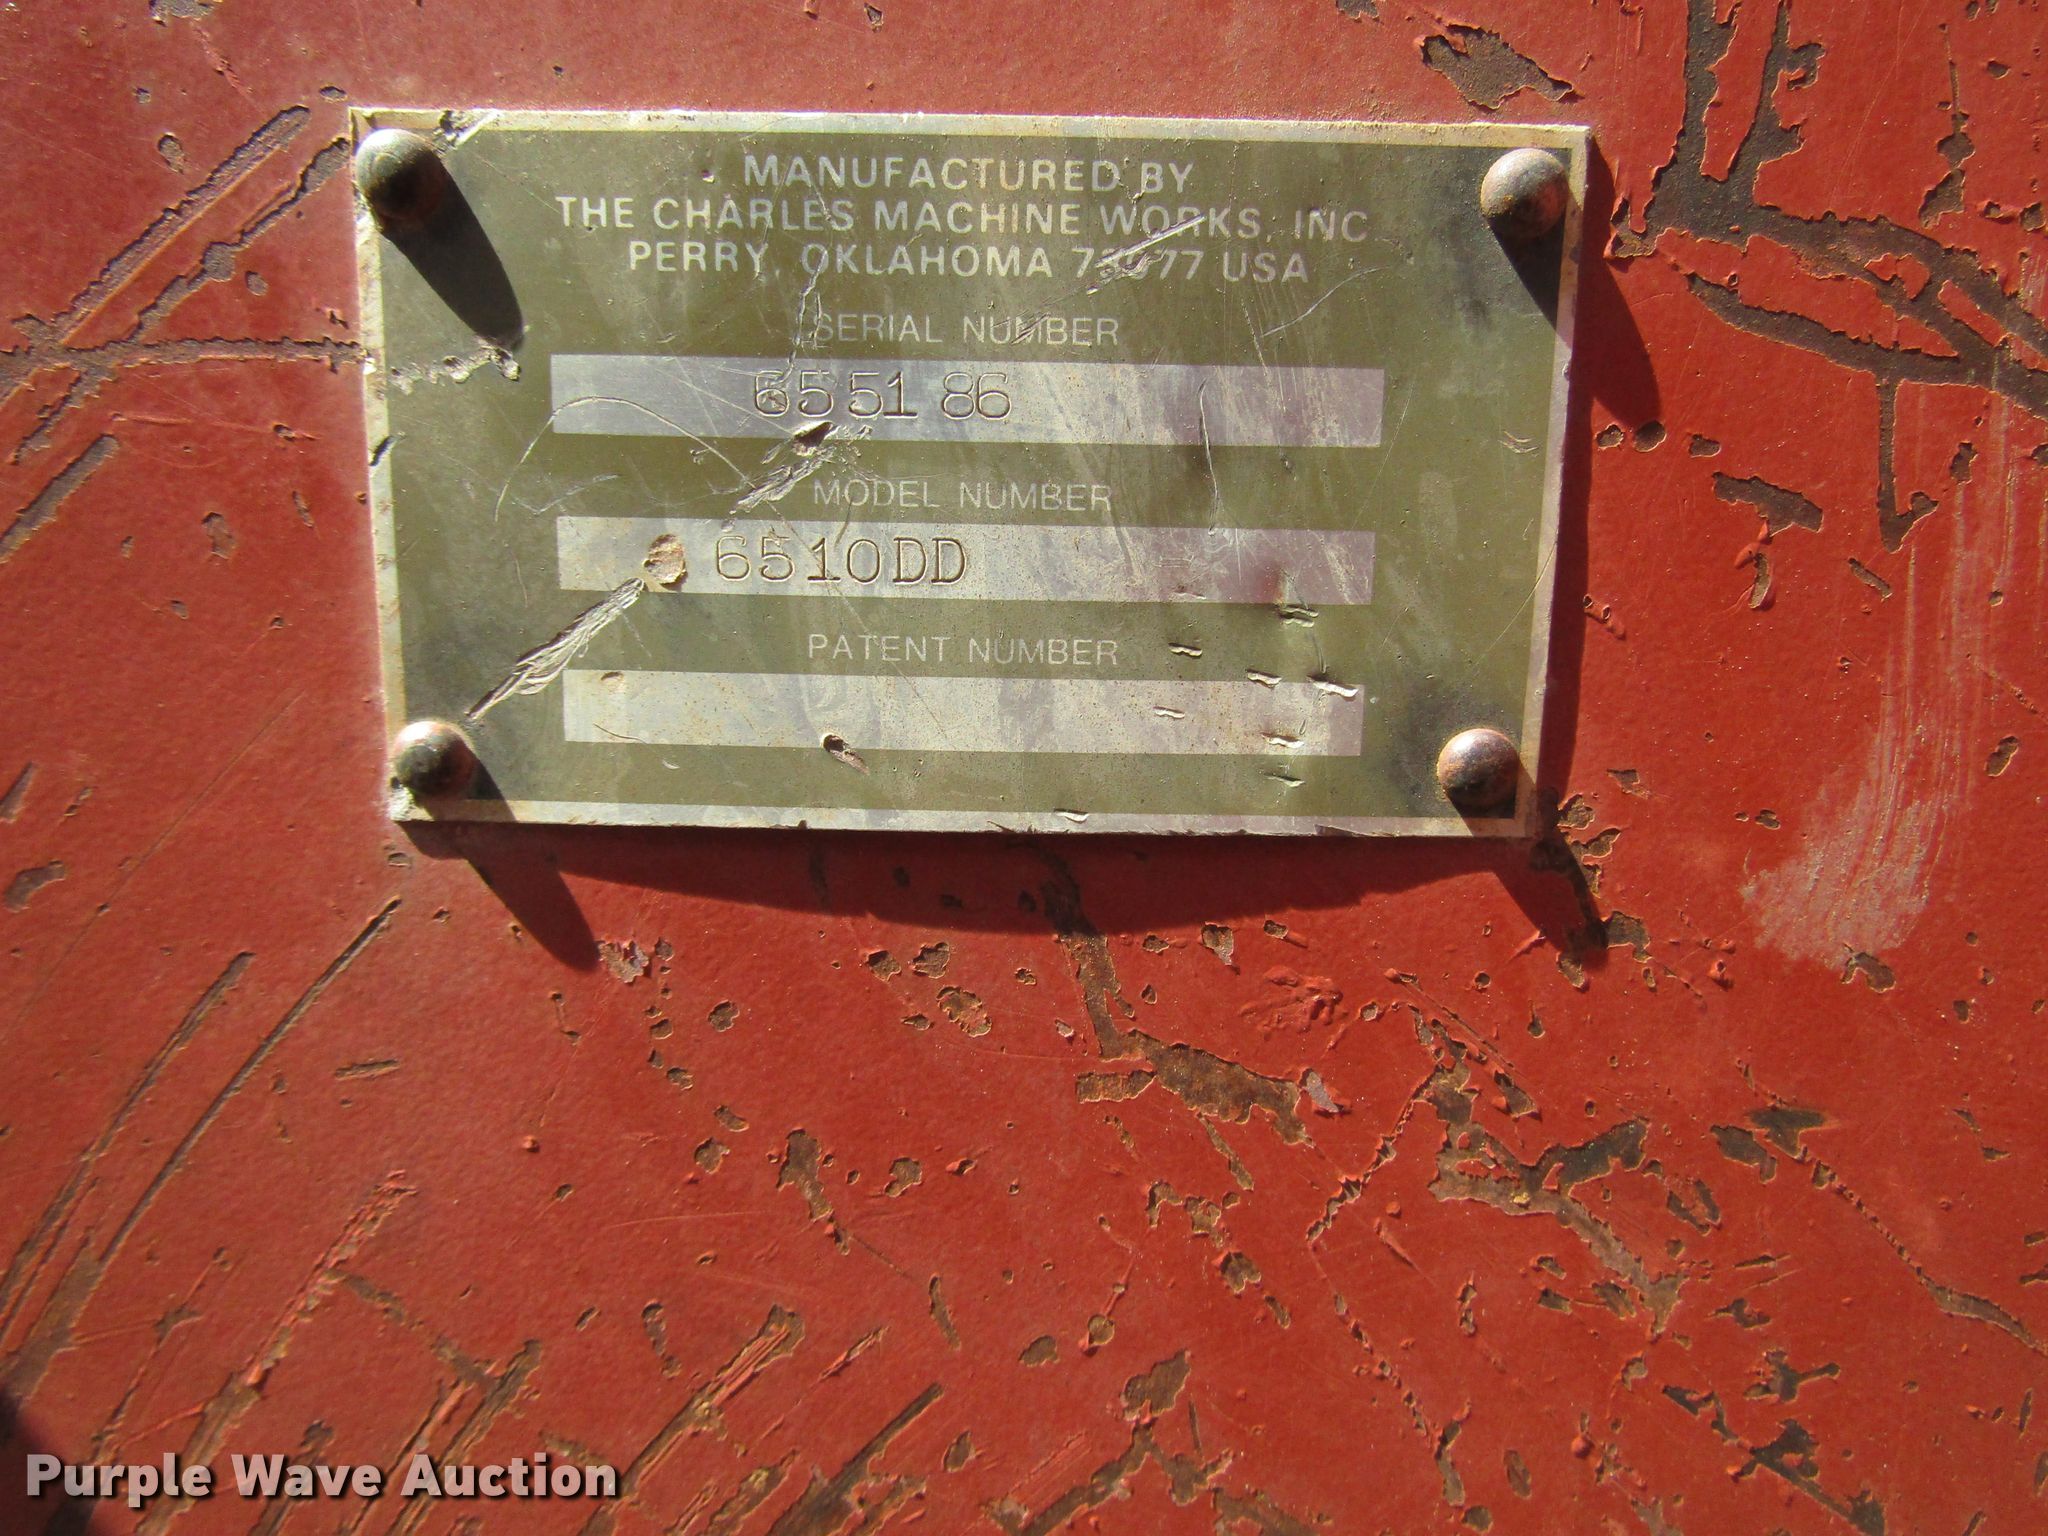 MANUFACTURED BY
THE CHARLES MACHINE WORKS, INC
PERRY, OKLAHOMA USA
SERIAL NUMBER
655186
MODEL NUMBER
6510DD
PATENT NUMBER
Purple Wave Auction